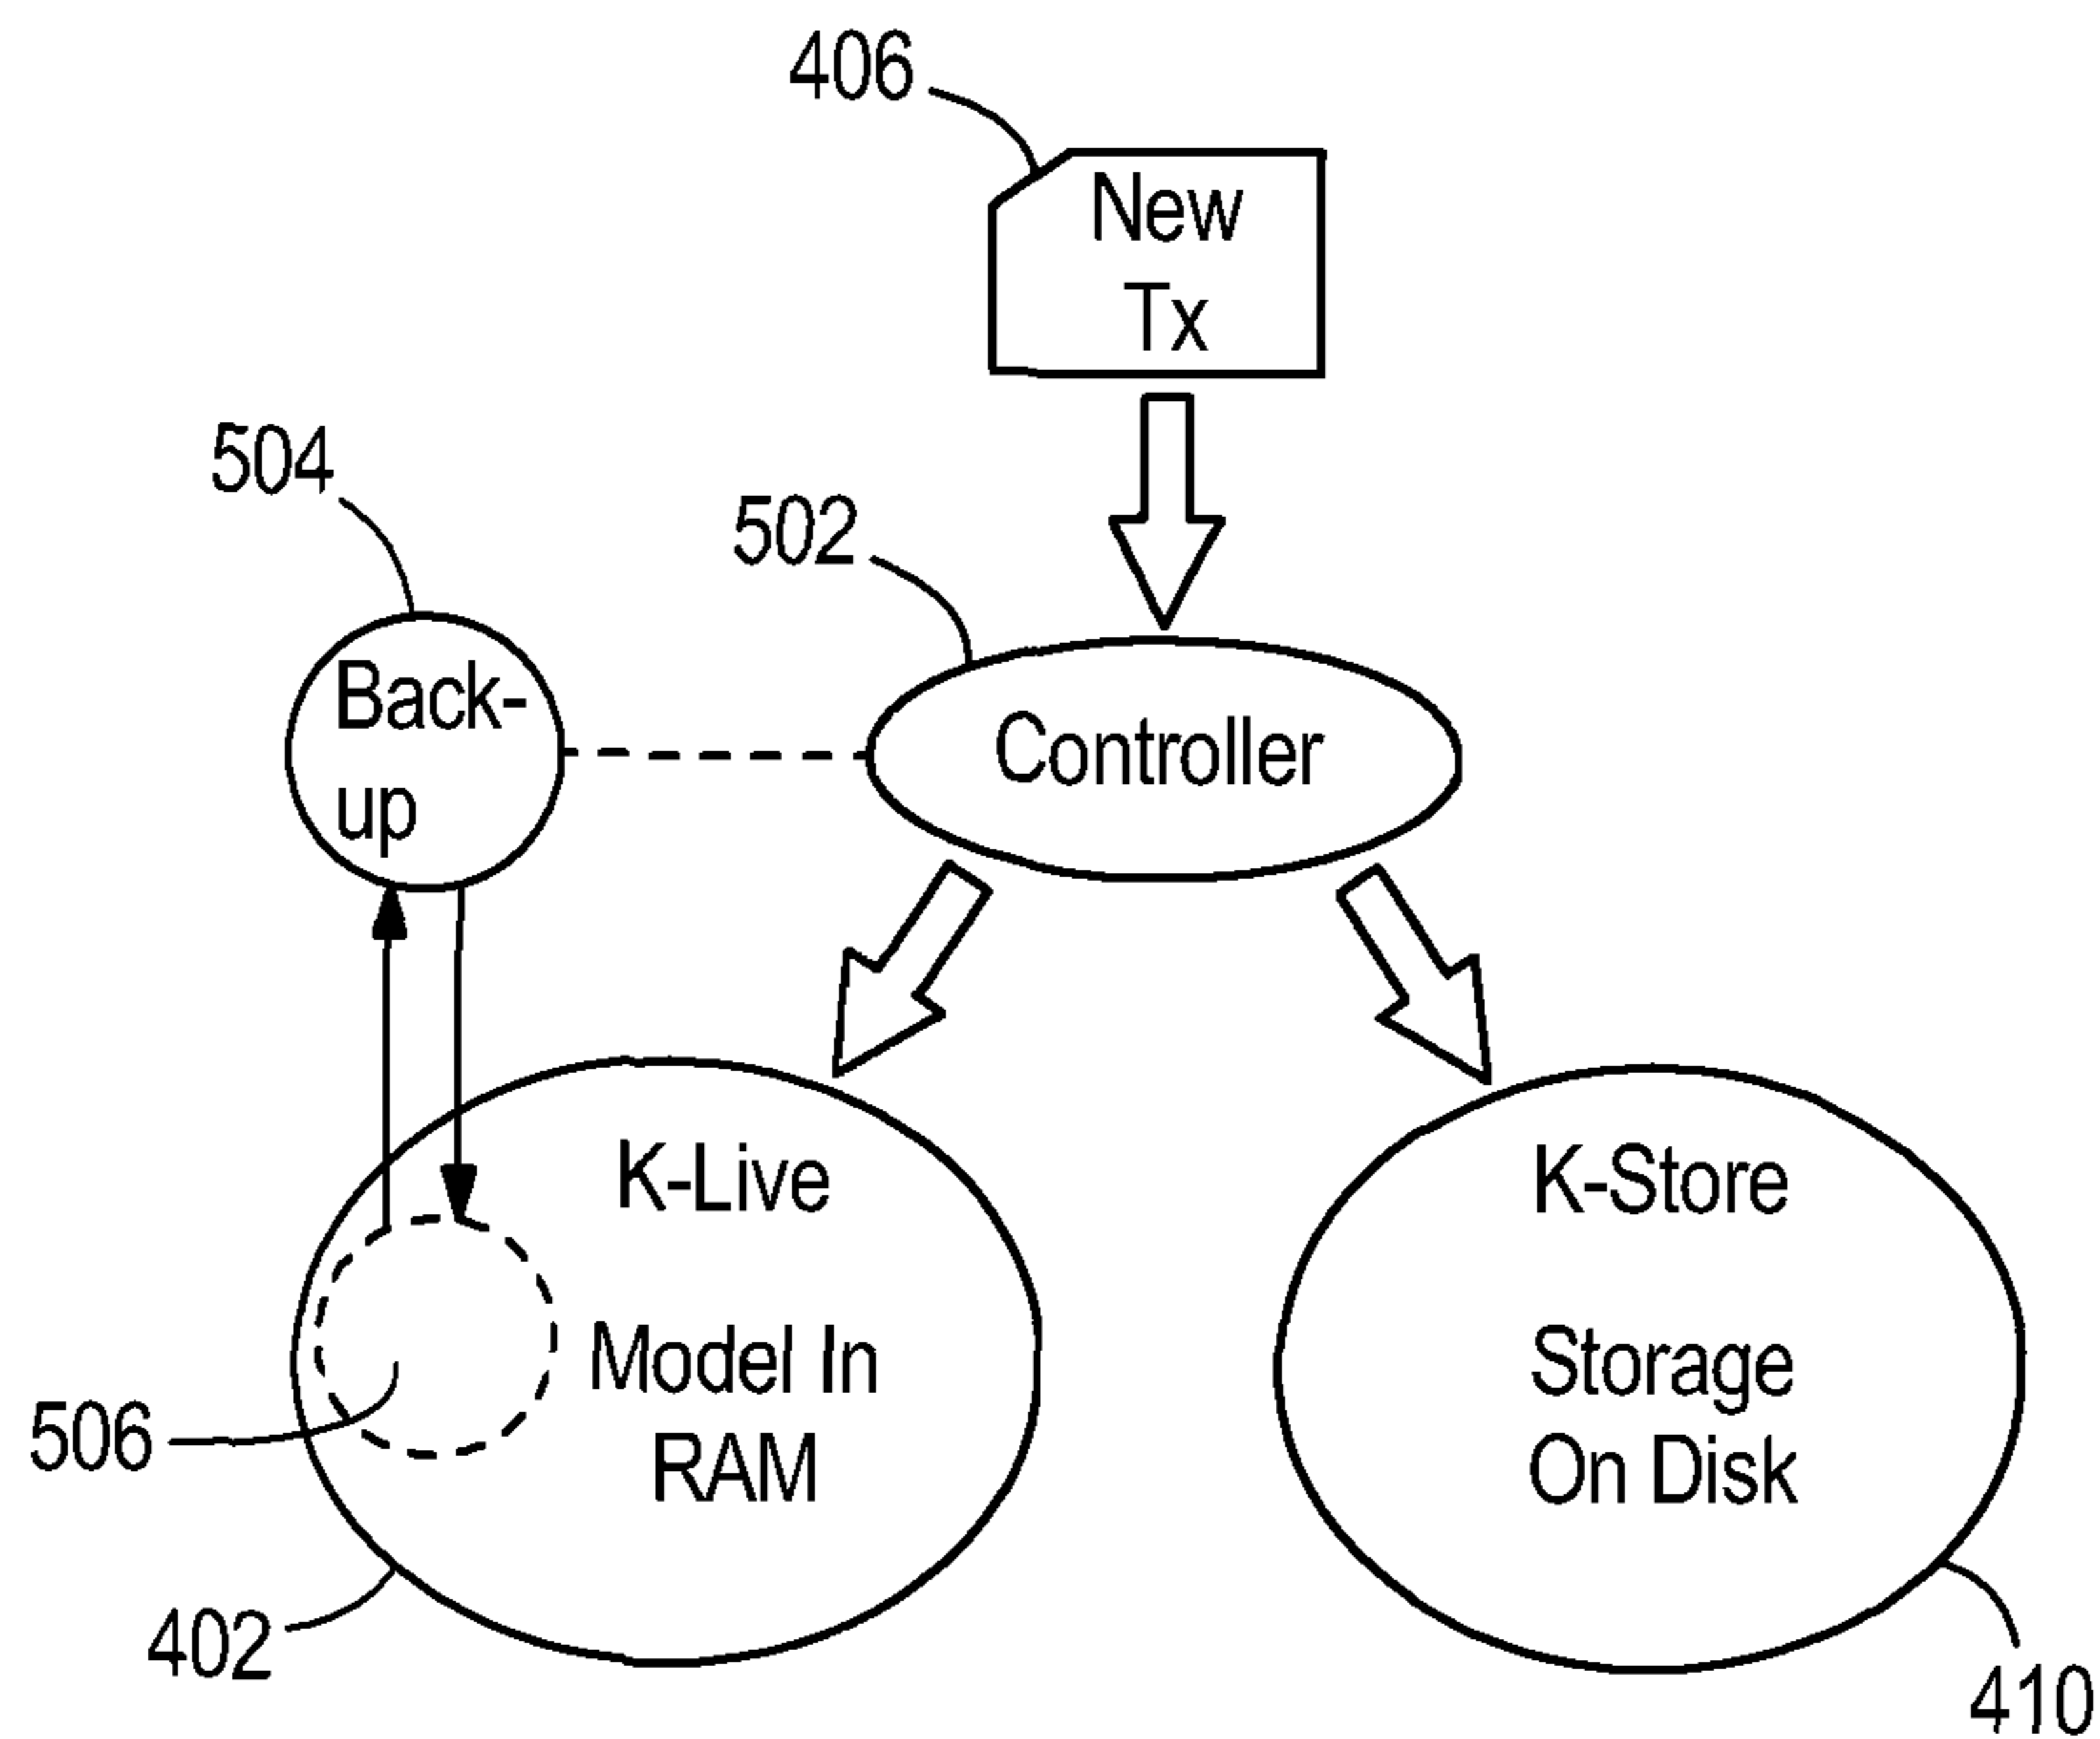 406
New
Tx
504
502
Back-
up
Controller
K-Live
Model In
RAM
K-Store
Storage
On Disk
506
402
410